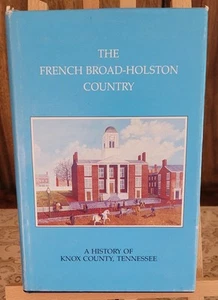 THE
FRENCH BROAD-HOLSTON
COUNTRY
A HISTORY OF
KNOX COUNTY, TENNESSEE